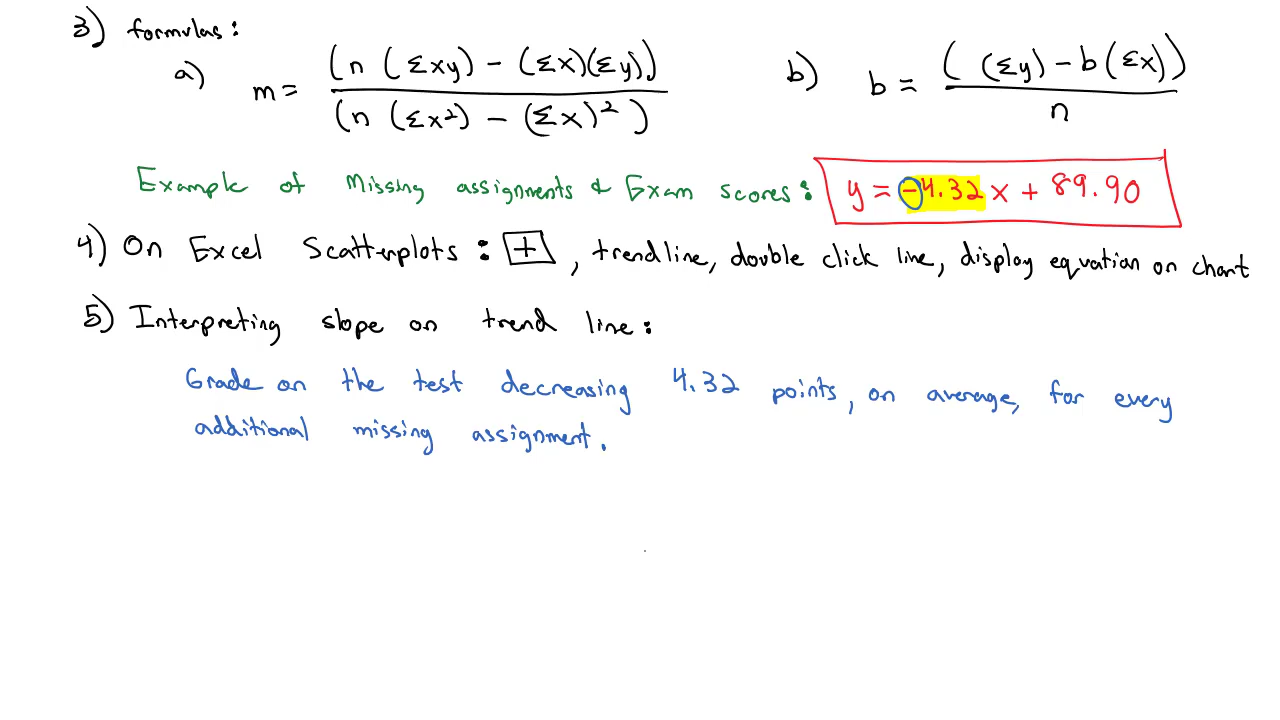 3) formulas:
a) m = (n (Σxy) - (Σx)(Σy)) / (n (Σx²) - (Σx)²)
b) b = ((Σy) - b(Σx)) / n
Example of Missing assignments & Exam scores: y = -4.32x + 89.90
4) On Excel Scatterplots: +, trendline, double click line, display equation on chart
5) Interpreting slope on trend line:
Grade on the test decreasing 4.32 points, on average, for every
additional missing assignment.